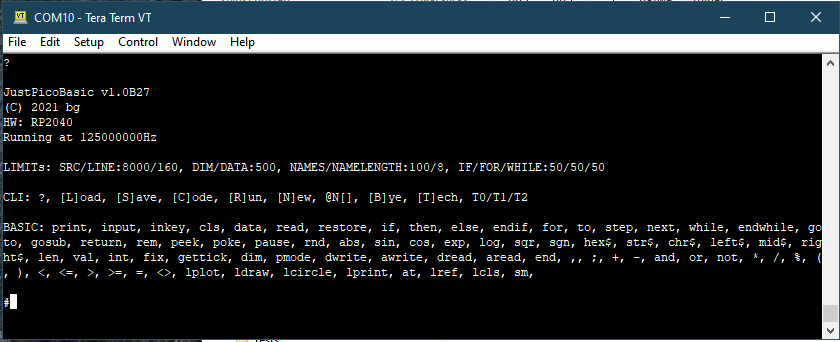 COM10 - Tera Term VT
File Edit Setup Control Window Help
?
JustPicoBasic v1.0B27
(C) 2021 bg
HW: RP2040
Running at 125000000Hz
LIMITs: SRC/LINE:8000/160, DIM/DATA:500, NAMES/NAMELENGTH:100/8, IF/FOR/WHILE:50/50/50
CLI: ?, [L]oad, [S]ave, [C]ode, [R]un, [N]ew, @N[], [B]ye, [T]ech, T0/T1/T2
BASIC: print, input, inkey, cls, data, read, restore, if, then, else, endif, for, to, step, next, while, endwhile, go
to, gosub, return, rem, peek, poke, pause, rnd, abs, sin, cos, exp, log, sqr, sgn, hex$, str$, chr$, left$, mid$, rig
ht$, len, val, int, fix, gettick, dim, pmode, dwrite, awrite, dread, aread, end, ,, ;, +, -, and, or, not, *, /, %, (
, ), <, <=, >, >=, =, <>, lplot, ldraw, lcircle, lprint, at, lref, lcls, sm,
#